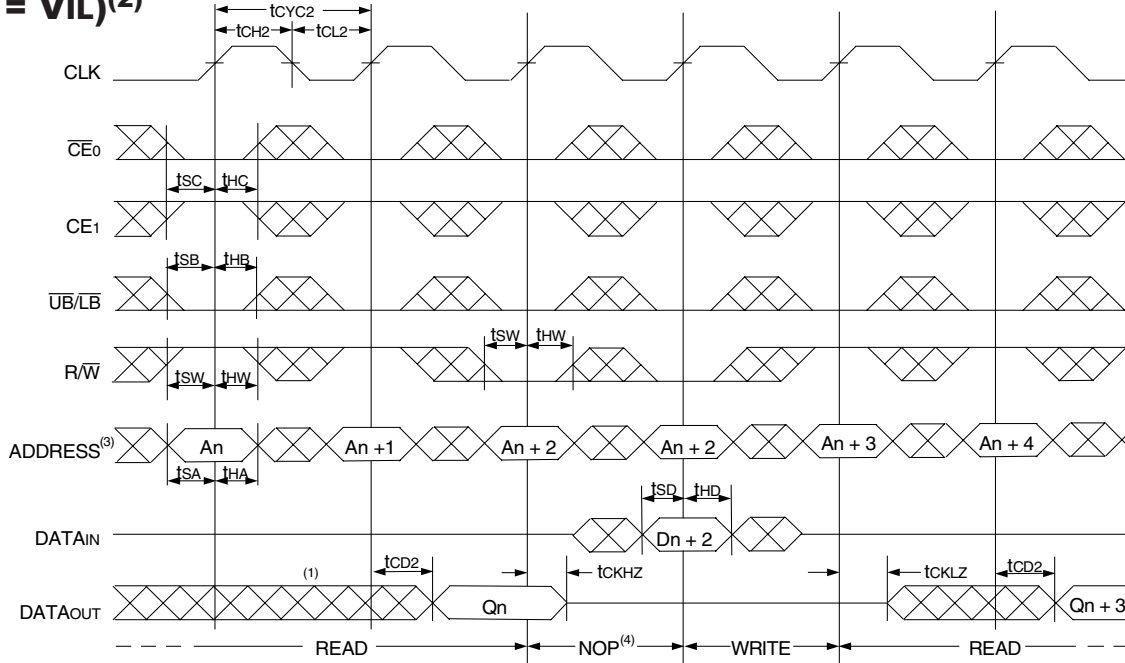 = VIL)(2)
tCYC2
tCH2 tCL2
CLK
CE0
tSC tHC
CE1
tSB tHB
UB/LB
tSW tHW
R/W
tSW tHW
ADDRESS(3) An An +1 An + 2 An + 2 An + 3 An + 4
tSA tHA
tSD tHD
DATAIN Dn + 2
tCD2 tCKHZ tCKLZ tCD2
(1)
DATAOUT Qn Qn + 3
READ NOP(4) WRITE READ